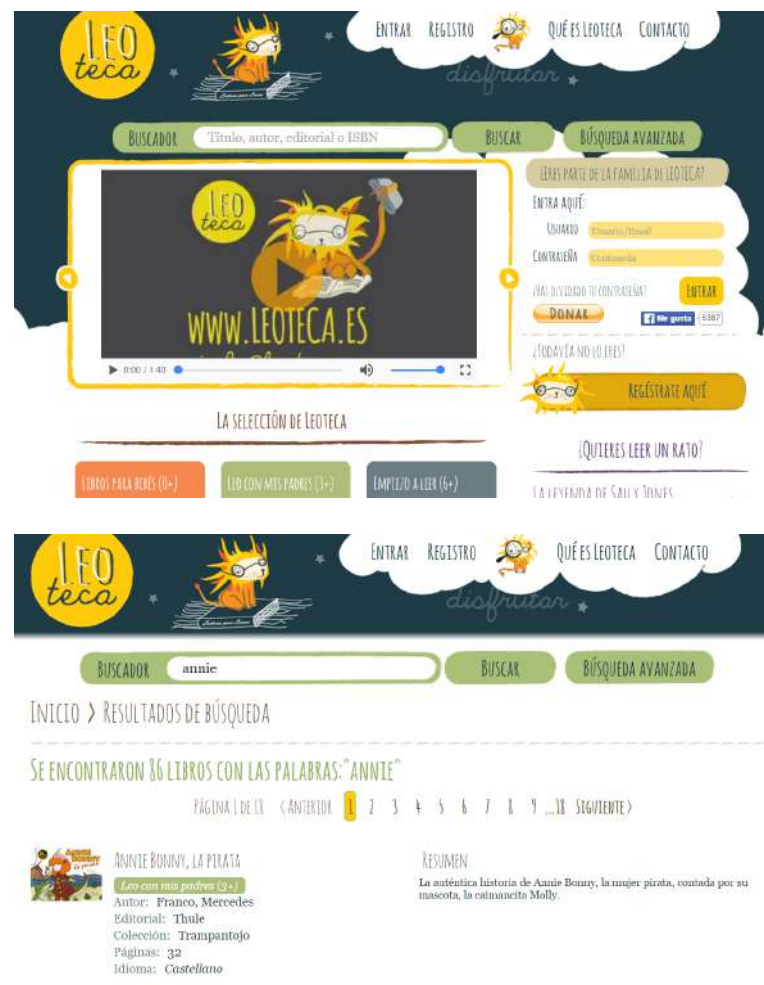 LEO
teca
ENTRAR REGISTRO QUÉ ES LEOTECA CONTACTO
disfrutar
BUSCADOR Título, autor, editorial o ISBN BUSCAR BÚSQUEDA AVANZADA
¿ERES PARTE DE LA FAMILIA DE LEOTECA?
ENTRA AQUÍ:
USUARIO Usuario/Email
CONTRASEÑA Contraseña
¿HAS OLVIDADO TU CONTRASEÑA? ENTRAR
DONAR Me gusta 5387
¿TODAVÍA NO LO ERES?
REGÍSTRATE AQUÍ
LEO
teca
WWW.LEOTECA.ES
0:00 / 1:40
LA SELECCIÓN DE LEOTECA
¿QUIERES LEER UN RATO?
LIBROS PARA BEBÉS (0+) LEO CON MIS PADRES (3+) EMPIEZO A LEER (6+)
LA LEYENDA DE SALLY JONES
LEO
teca
ENTRAR REGISTRO QUÉ ES LEOTECA CONTACTO
disfrutar
BUSCADOR annie BUSCAR BÚSQUEDA AVANZADA
INICIO > RESULTADOS DE BÚSQUEDA
SE ENCONTRARON 86 LIBROS CON LAS PALABRAS:"ANNIE"
PÁGINA 1 DE 18 < ANTERIOR 1 2 3 4 5 6 7 8 9 ...18 SIGUIENTE >
ANNIE BONNY, LA PIRATA
Leo con mis padres (3+)
Autor: Franco, Mercedes
Editorial: Thule
Colección: Trampantojo
Páginas: 32
Idioma: Castellano
RESUMEN
La auténtica historia de Annie Bonny, la mujer pirata, contada por su
mascota, la caimancita Molly.